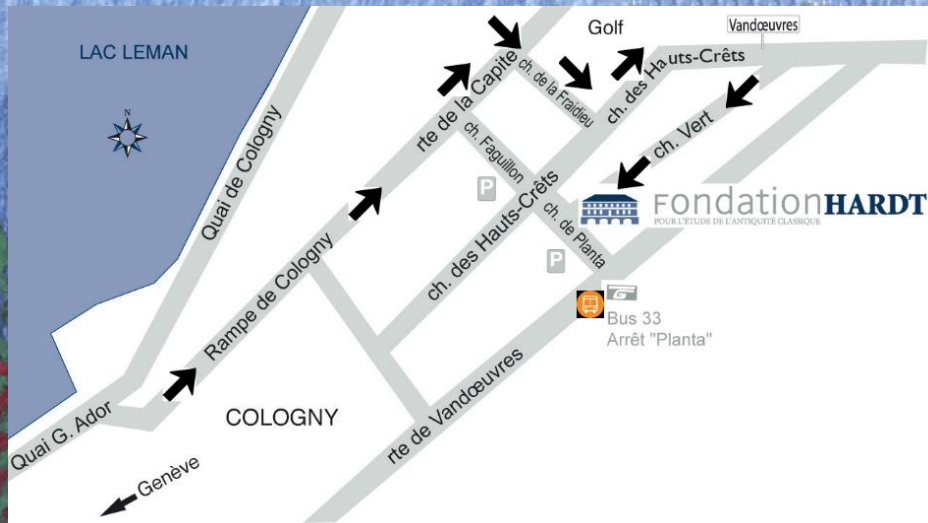 LAC LEMAN
N
Golf
Vandœuvres
ch. des Hauts-Crêts
rte de la Capite
ch. de la Fraidieu
ch. Vert
ch. Faguillon
Quai de Cologny
P
ch. des Hauts-Crêts
ch. de Planta
FONDATION HARDT
POUR L'ÉTUDE DE L'ANTIQUITÉ CLASSIQUE
Rampe de Cologny
P
Bus 33
Arrêt "Planta"
rte de Vandœuvres
COLOGNY
Quai G. Ador
Genève